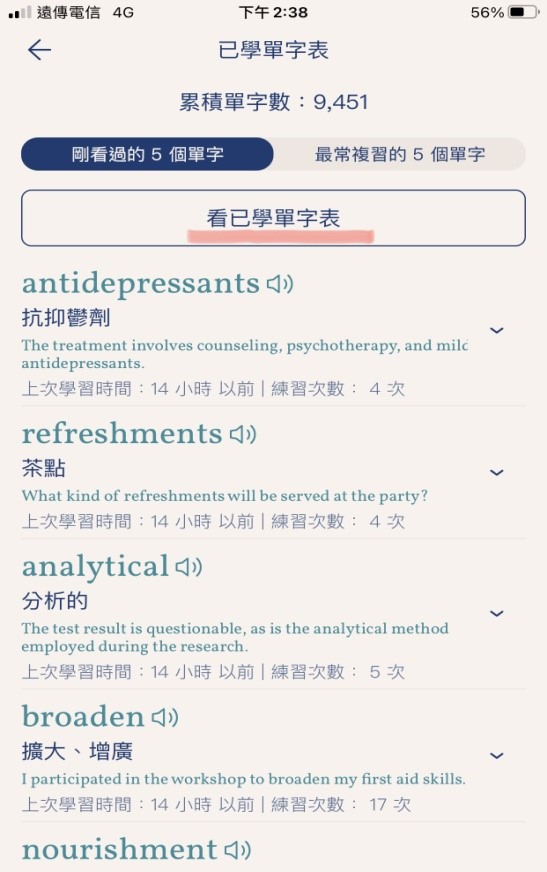 遠傳電信 4G 下午 2:38 56%
已學單字表
累積單字數：9,451
剛看過的 5 個單字 最常複習的 5 個單字
看已學單字表
antidepressants
抗抑鬱劑
The treatment involves counseling, psychotherapy, and mild
antidepressants.
上次學習時間：14 小時 以前 | 練習次數： 4 次
refreshments
茶點
What kind of refreshments will be served at the party?
上次學習時間：14 小時 以前 | 練習次數： 4 次
analytical
分析的
The test result is questionable, as is the analytical method
employed during the research.
上次學習時間：14 小時 以前 | 練習次數： 5 次
broaden
擴大、增廣
I participated in the workshop to broaden my first aid skills.
上次學習時間：14 小時 以前 | 練習次數： 17 次
nourishment